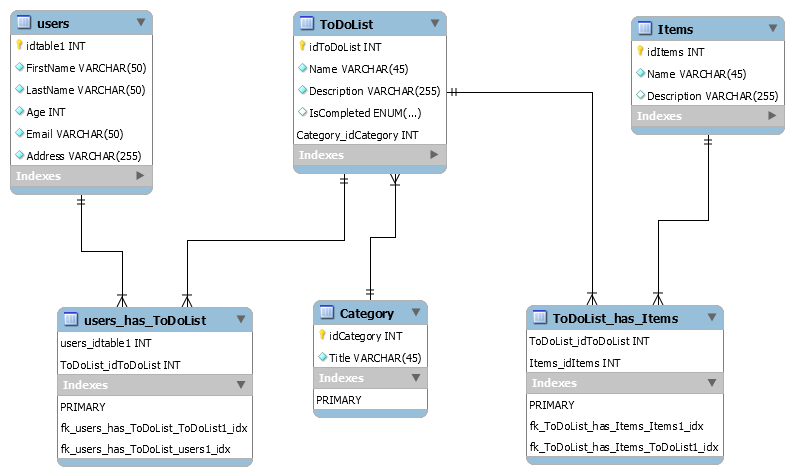 users
idtable1 INT
FirstName VARCHAR(50)
LastName VARCHAR(50)
Age INT
Email VARCHAR(50)
Address VARCHAR(255)
Indexes
ToDoList
idToDoList INT
Name VARCHAR(45)
Description VARCHAR(255)
IsCompleted ENUM(...)
Category_idCategory INT
Indexes
Items
idItems INT
Name VARCHAR(45)
Description VARCHAR(255)
Indexes
users_has_ToDoList
users_idtable1 INT
ToDoList_idToDoList INT
Indexes
PRIMARY
fk_users_has_ToDoList_ToDoList1_idx
fk_users_has_ToDoList_users1_idx
Category
idCategory INT
Title VARCHAR(45)
Indexes
PRIMARY
ToDoList_has_Items
ToDoList_idToDoList INT
Items_idItems INT
Indexes
PRIMARY
fk_ToDoList_has_Items_Items1_idx
fk_ToDoList_has_Items_ToDoList1_idx